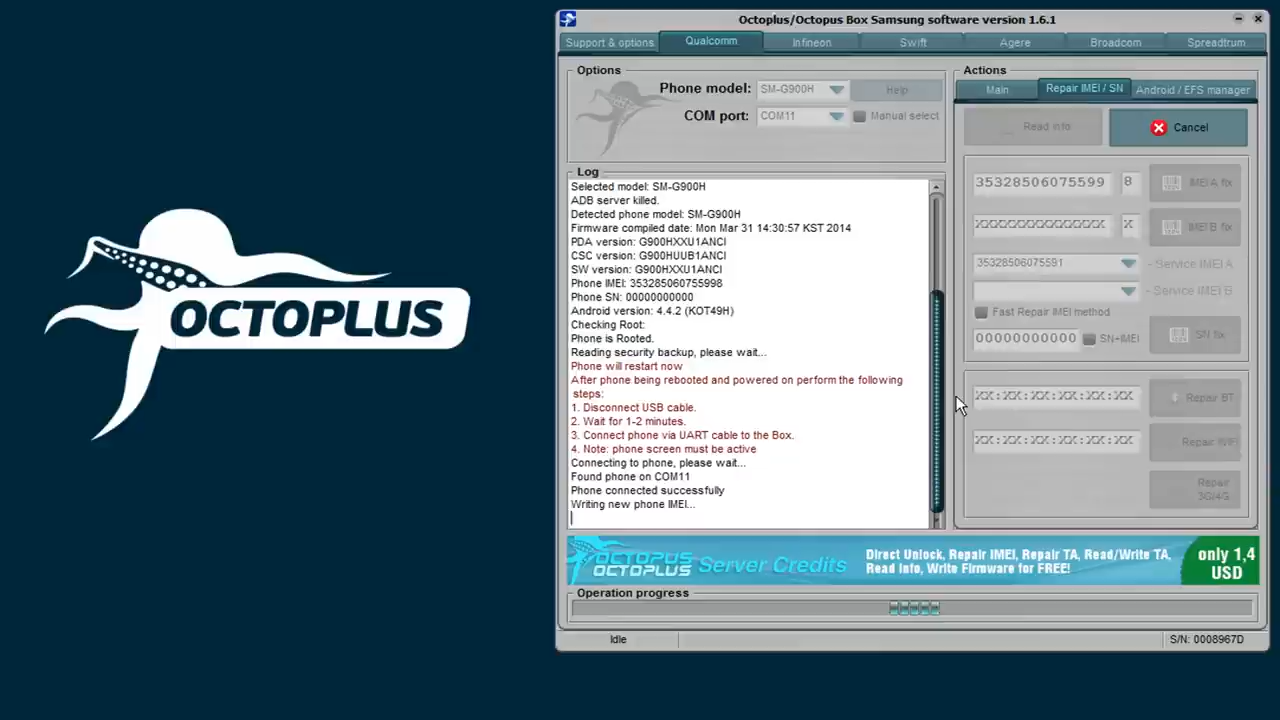 OCTOPLUS
Octoplus/Octopus Box Samsung software version 1.6.1
Support & options
Qualcomm
Infineon
Swift
Agere
Broadcom
Spreadtrum
Options
Phone model:
SM-G900H
Help
COM port:
COM11
Manual select
Log
Selected model: SM-G900H
ADB server killed.
Detected phone model: SM-G900H
Firmware compiled date: Mon Mar 31 14:30:57 KST 2014
PDA version: G900HXXU1ANCI
CSC version: G900HUUB1ANCI
SW version: G900HXXU1ANCI
Phone IMEI: 353285060755998
Phone SN: 00000000000
Android version: 4.4.2 (KOT49H)
Checking Root:
Phone is Rooted.
Reading security backup, please wait...
Phone will restart now
After phone being rebooted and powered on perform the following
steps:
1. Disconnect USB cable.
2. Wait for 1-2 minutes.
3. Connect phone via UART cable to the Box.
4. Note: phone screen must be active
Connecting to phone, please wait...
Found phone on COM11
Phone connected successfully
Writing new phone IMEI...
Actions
Main
Repair IMEI / SN
Android / EFS manager
Read info
Cancel
35328506075599
8
IMEI A fix
XXXXXXXXXXXXXX
X
IMEI B fix
35328506075591
- Service IMEI A
- Service IMEI B
Fast Repair IMEI method
00000000000
SN+IMEI
SN fix
XX:XX:XX:XX:XX:XX
Repair BT
XX:XX:XX:XX:XX:XX
Repair WiFi
Repair
3G/4G
OCTOPUS
OCTOPLUS
Server Credits
Direct Unlock, Repair IMEI, Repair TA, Read/Write TA,
Read Info, Write Firmware for FREE!
only 1,4
USD
Operation progress
Idle
S/N: 0008967D